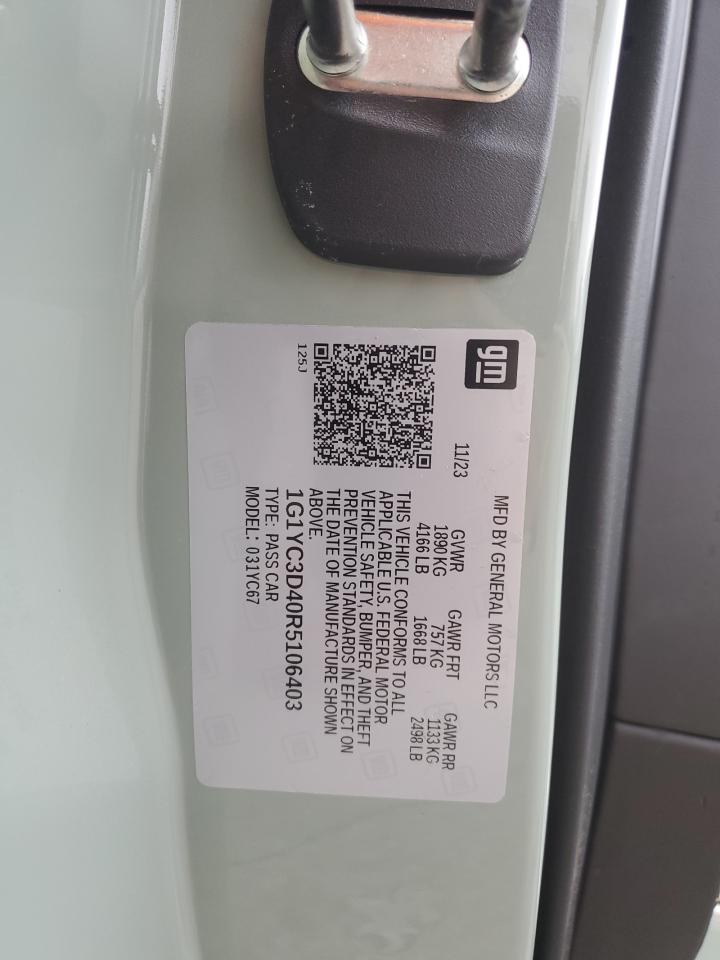 gm
MFD BY GENERAL MOTORS LLC
11/23
GVWR GAWR FRT GAWR RR
1890 KG 757 KG 1133 KG
4166 LB 1668 LB 2498 LB
THIS VEHICLE CONFORMS TO ALL
APPLICABLE U.S. FEDERAL MOTOR
VEHICLE SAFETY, BUMPER, AND THEFT
PREVENTION STANDARDS IN EFFECT ON
THE DATE OF MANUFACTURE SHOWN
ABOVE.
1G1YC3D40R5106403
TYPE: PASS CAR
MODEL: 031YC67
125J